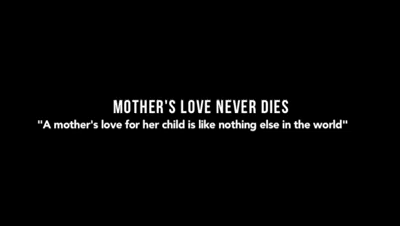 MOTHER'S LOVE NEVER DIES
"A mother's love for her child is like nothing else in the world"